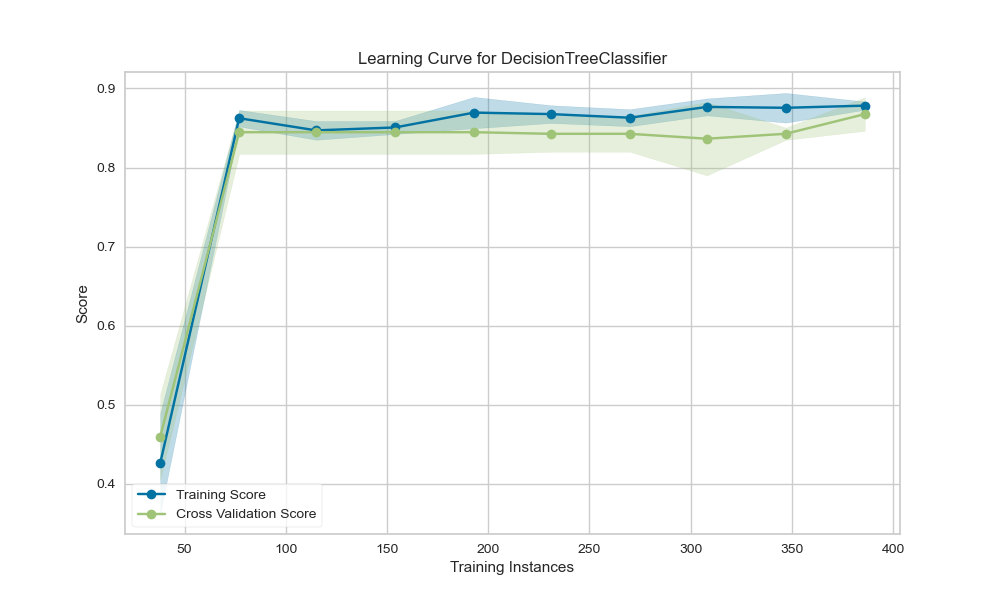 Learning Curve for DecisionTreeClassifier
0.9
0.8
0.7
0.6
0.5
0.4
Score
Training Score
Cross Validation Score
50 100 150 200 250 300 350 400
Training Instances